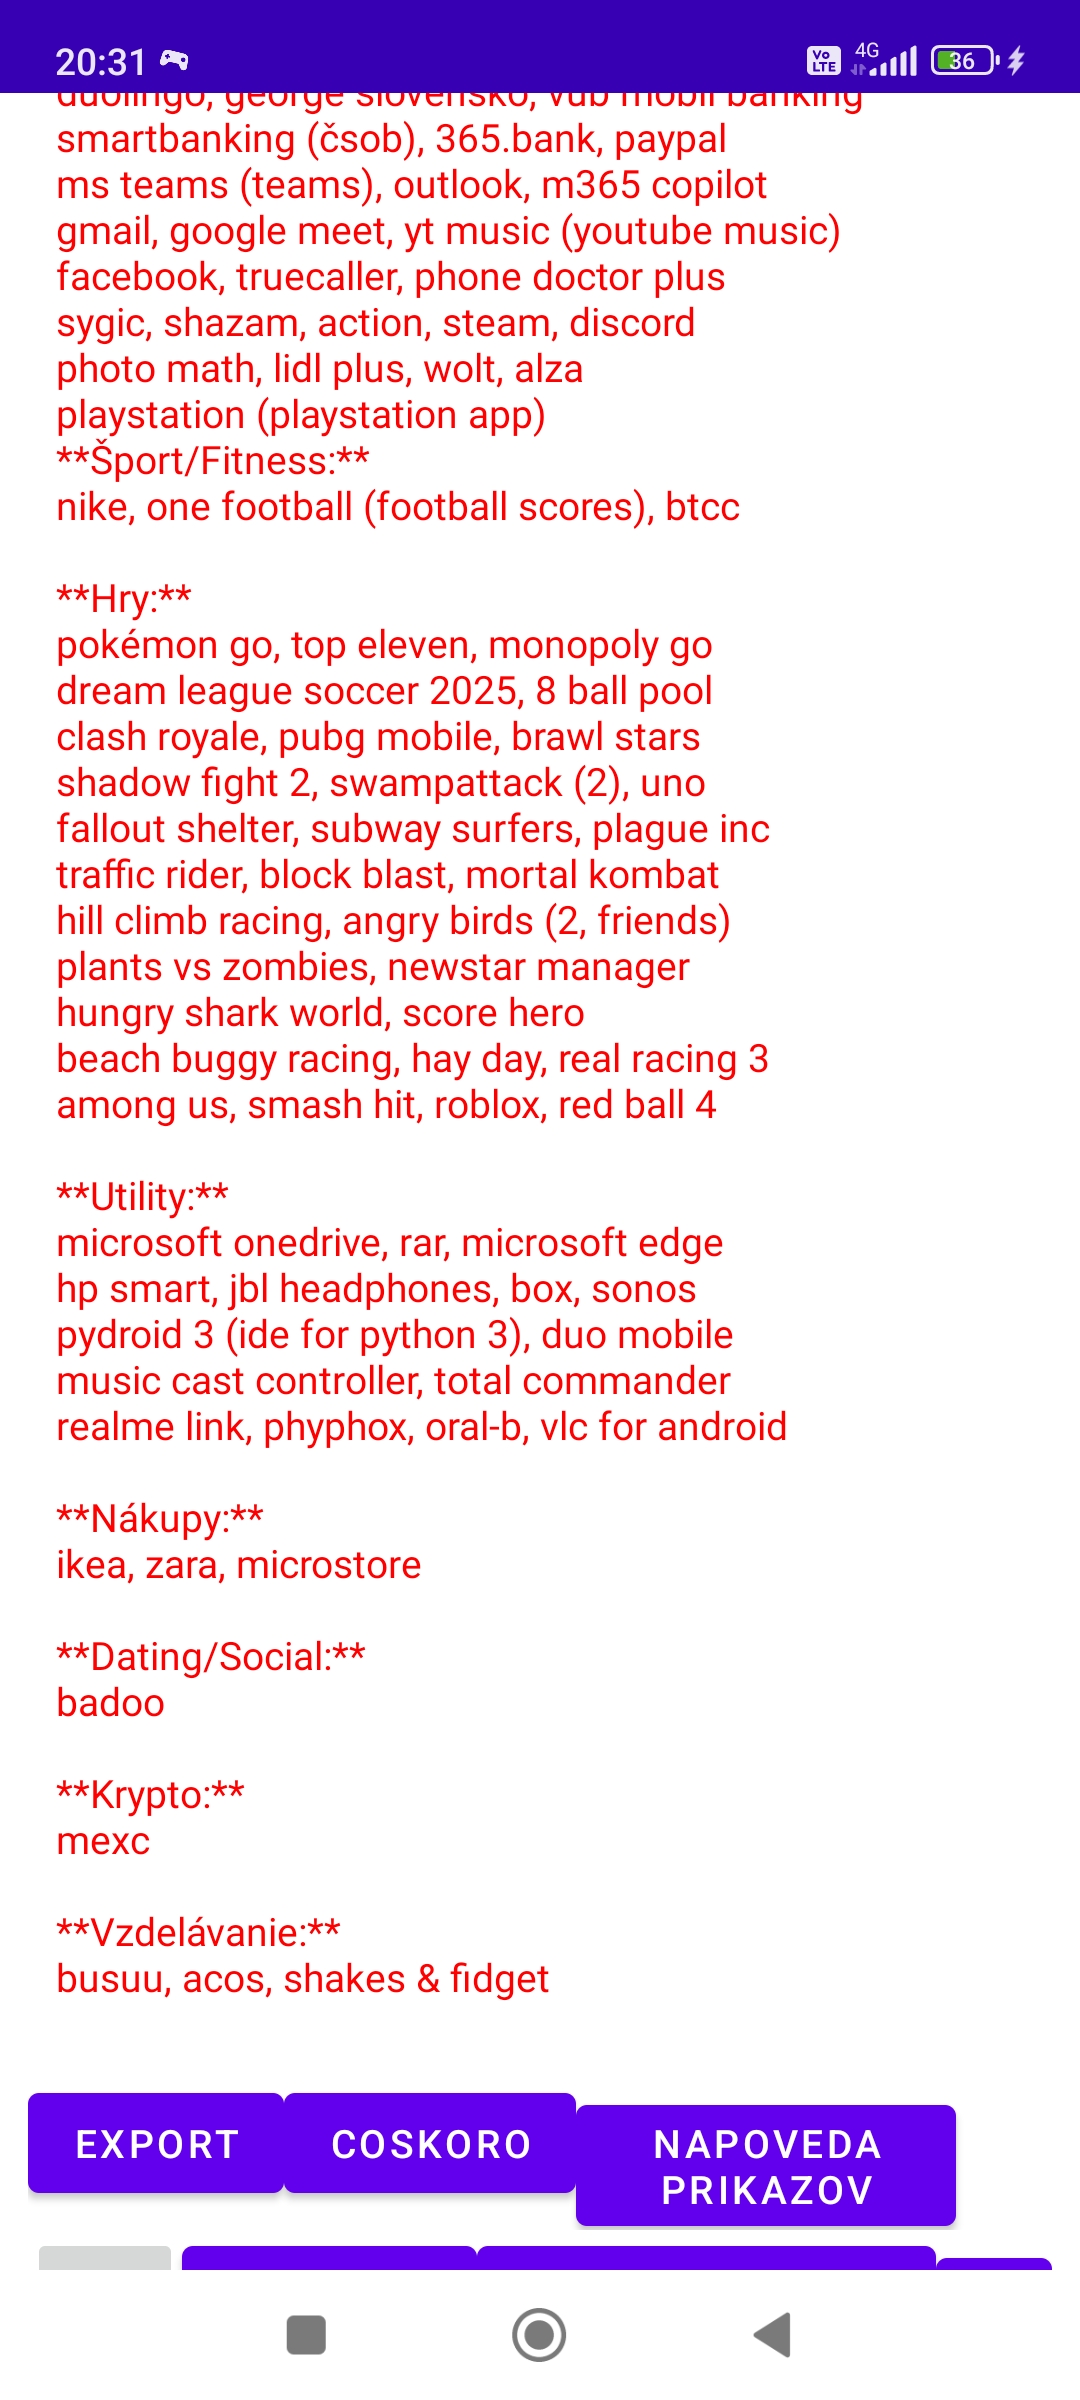 20:31
Vo LTE 4G 36
duolingo, george slovensko, vub mobil banking
smartbanking (čsob), 365.bank, paypal
ms teams (teams), outlook, m365 copilot
gmail, google meet, yt music (youtube music)
facebook, truecaller, phone doctor plus
sygic, shazam, action, steam, discord
photo math, lidl plus, wolt, alza
playstation (playstation app)
**Šport/Fitness:**
nike, one football (football scores), btcc
**Hry:**
pokémon go, top eleven, monopoly go
dream league soccer 2025, 8 ball pool
clash royale, pubg mobile, brawl stars
shadow fight 2, swampattack (2), uno
fallout shelter, subway surfers, plague inc
traffic rider, block blast, mortal kombat
hill climb racing, angry birds (2, friends)
plants vs zombies, newstar manager
hungry shark world, score hero
beach buggy racing, hay day, real racing 3
among us, smash hit, roblox, red ball 4
**Utility:**
microsoft onedrive, rar, microsoft edge
hp smart, jbl headphones, box, sonos
pydroid 3 (ide for python 3), duo mobile
music cast controller, total commander
realme link, phyphox, oral-b, vlc for android
**Nákupy:**
ikea, zara, microstore
**Dating/Social:**
badoo
**Krypto:**
mexc
**Vzdelávanie:**
busuu, acos, shakes & fidget
EXPORT
COSKORO
NAPOVEDA
PRIKAZOV